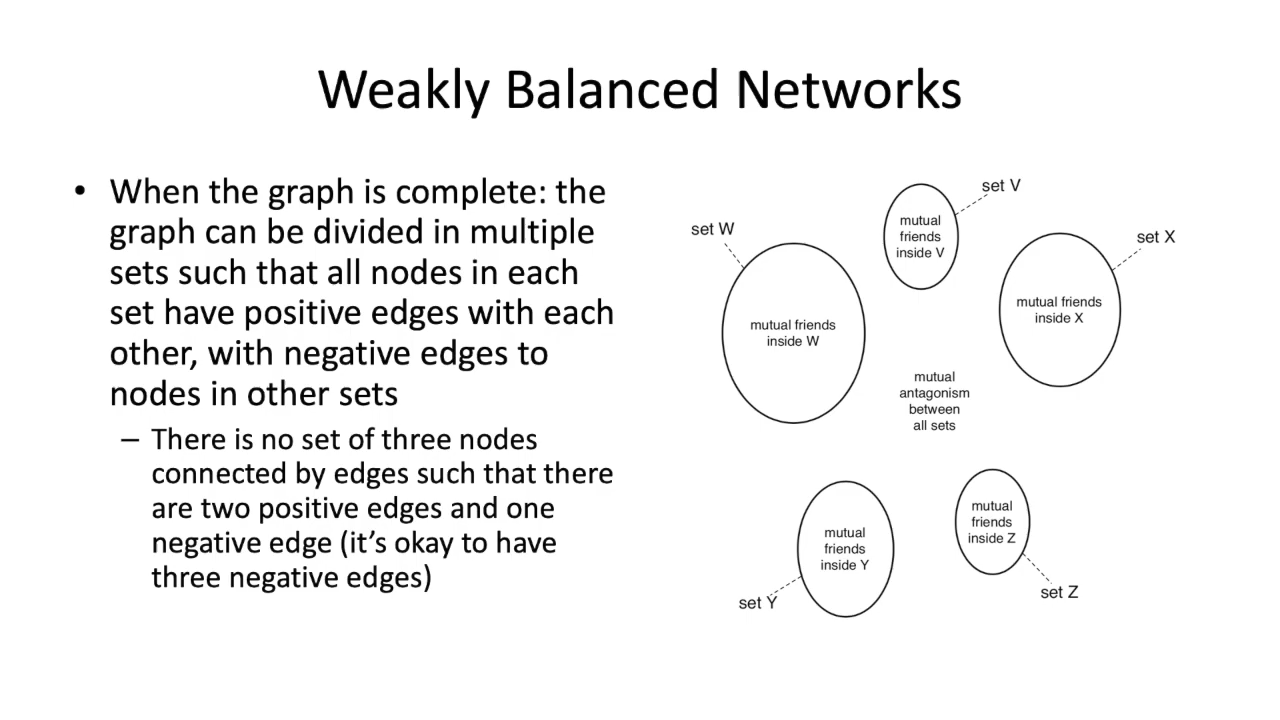 Weakly Balanced Networks
• When the graph is complete: the
graph can be divided in multiple
sets such that all nodes in each
set have positive edges with each
other, with negative edges to
nodes in other sets
– There is no set of three nodes
connected by edges such that there
are two positive edges and one
negative edge (it’s okay to have
three negative edges)
set V
mutual
friends
inside V
set W
mutual friends
inside W
set X
mutual friends
inside X
mutual
antagonism
between
all sets
mutual
friends
inside Y
set Y
mutual
friends
inside Z
set Z